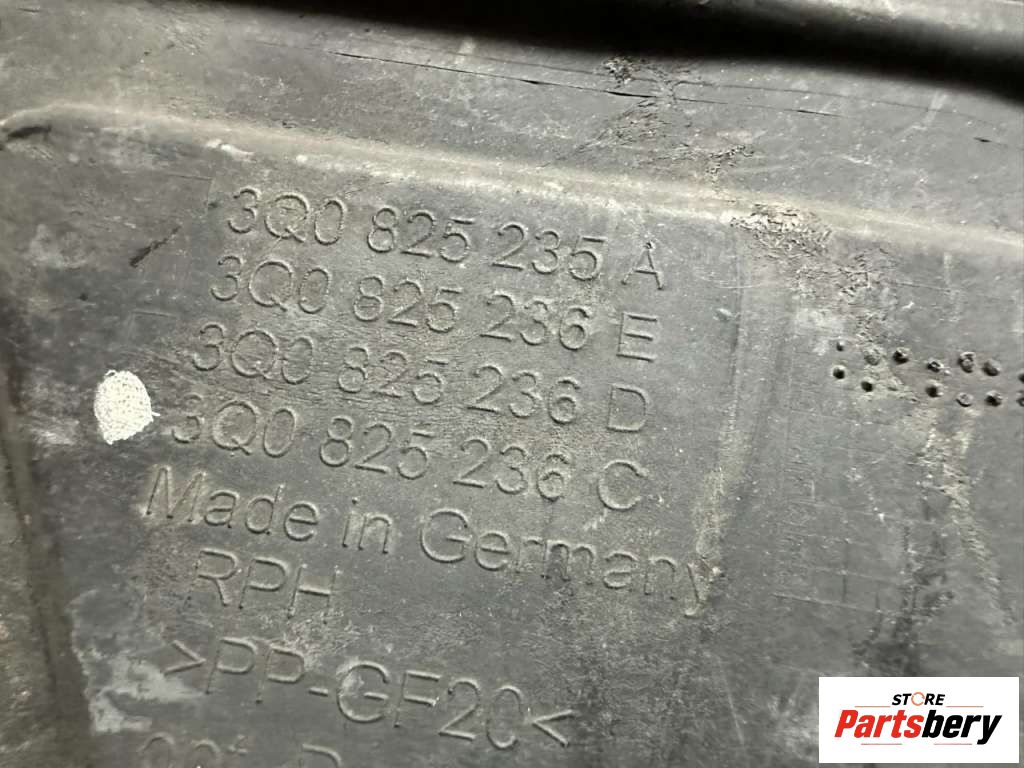 3Q0 825 235 A
3Q0 825 236 E
3Q0 825 236 D
3Q0 825 236 C
Made in Germany
RPH
>PP-GF20<
STORE
Partsbery